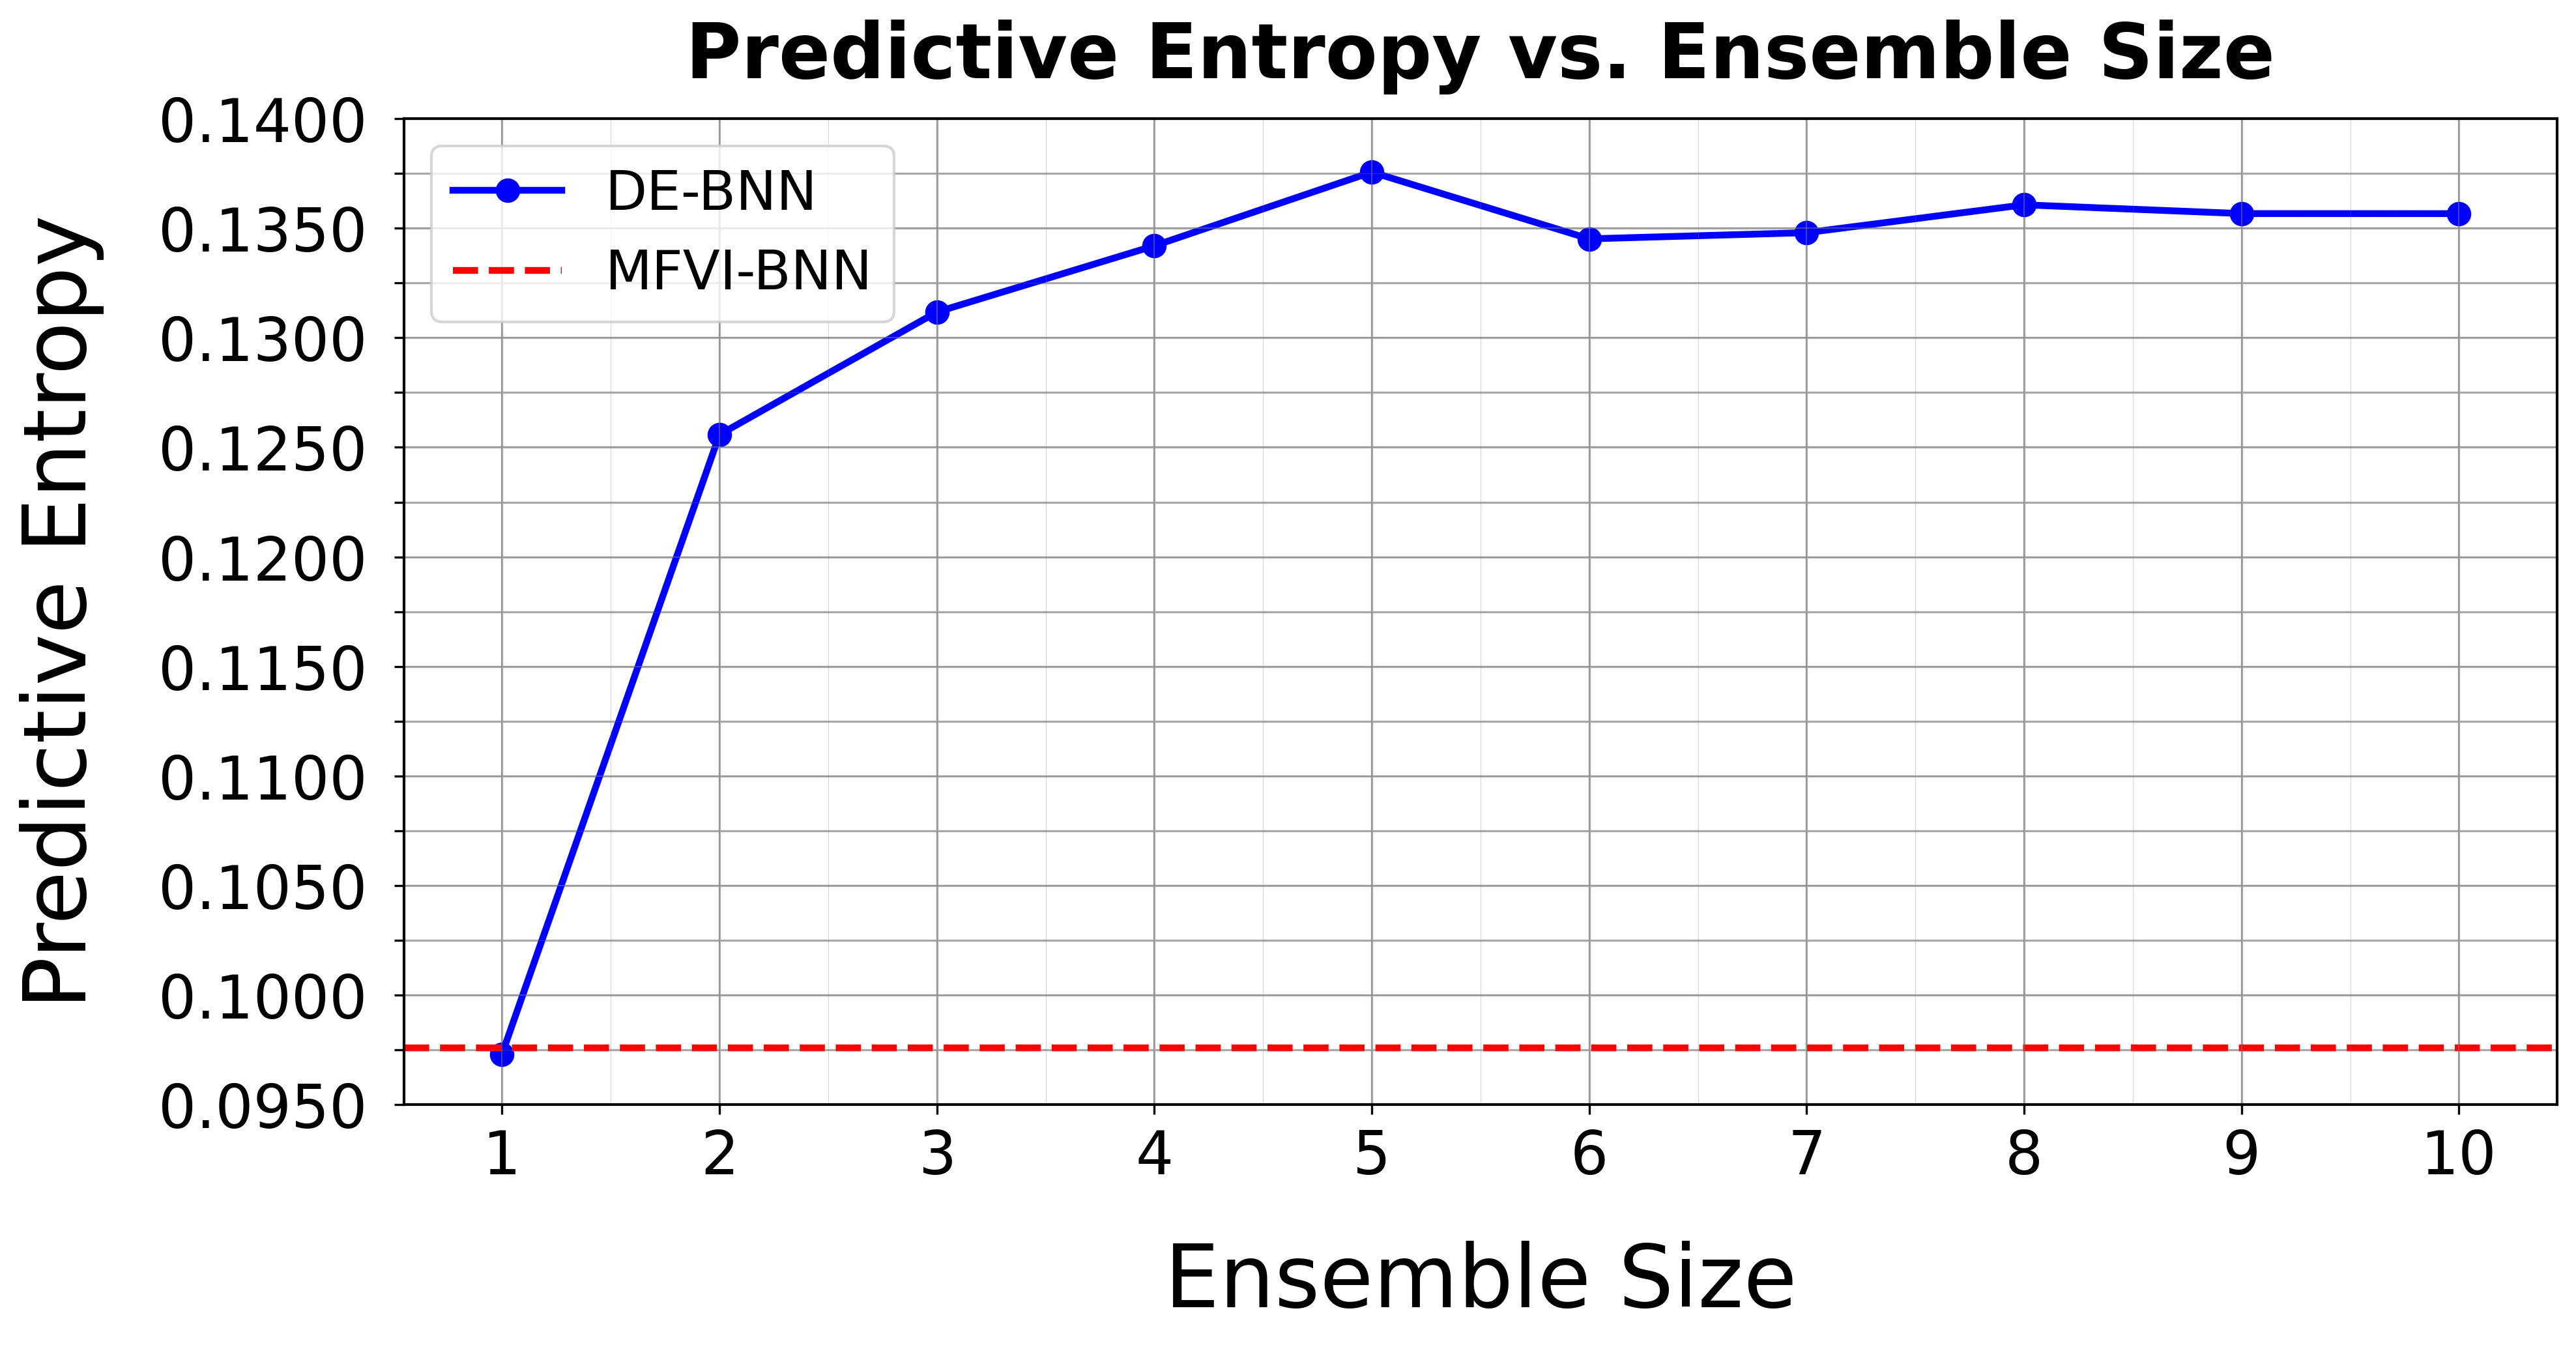 Predictive Entropy vs. Ensemble Size
0.1400
0.1350
0.1300
0.1250
0.1200
0.1150
0.1100
0.1050
0.1000
0.0950
Predictive Entropy
DE-BNN
MFVI-BNN
1 2 3 4 5 6 7 8 9 10
Ensemble Size